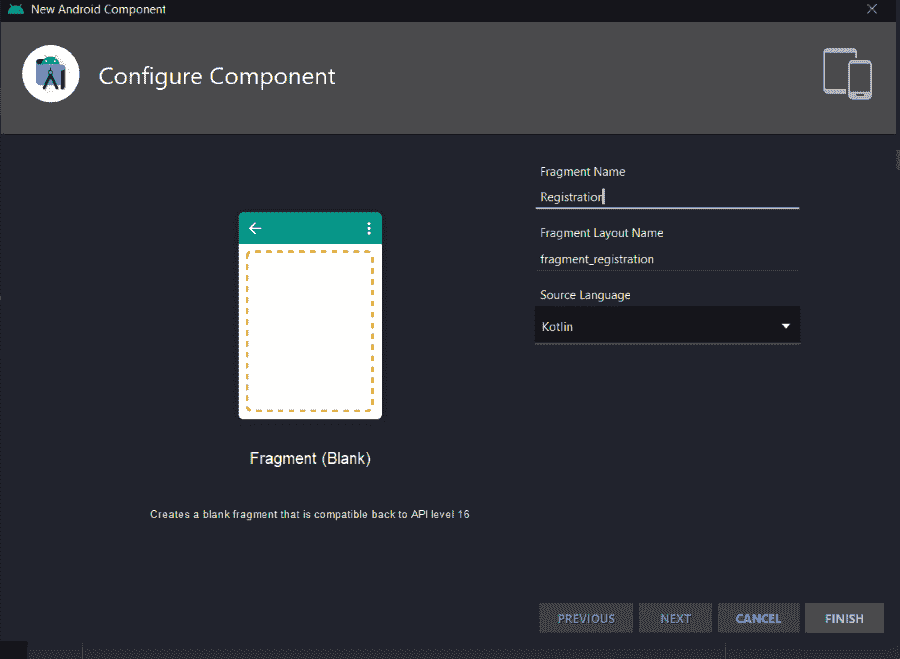 New Android Component
Configure Component
Fragment Name
Registration
Fragment Layout Name
fragment_registration
Source Language
Kotlin
Fragment (Blank)
Creates a blank fragment that is compatible back to API level 16
PREVIOUS
NEXT
CANCEL
FINISH